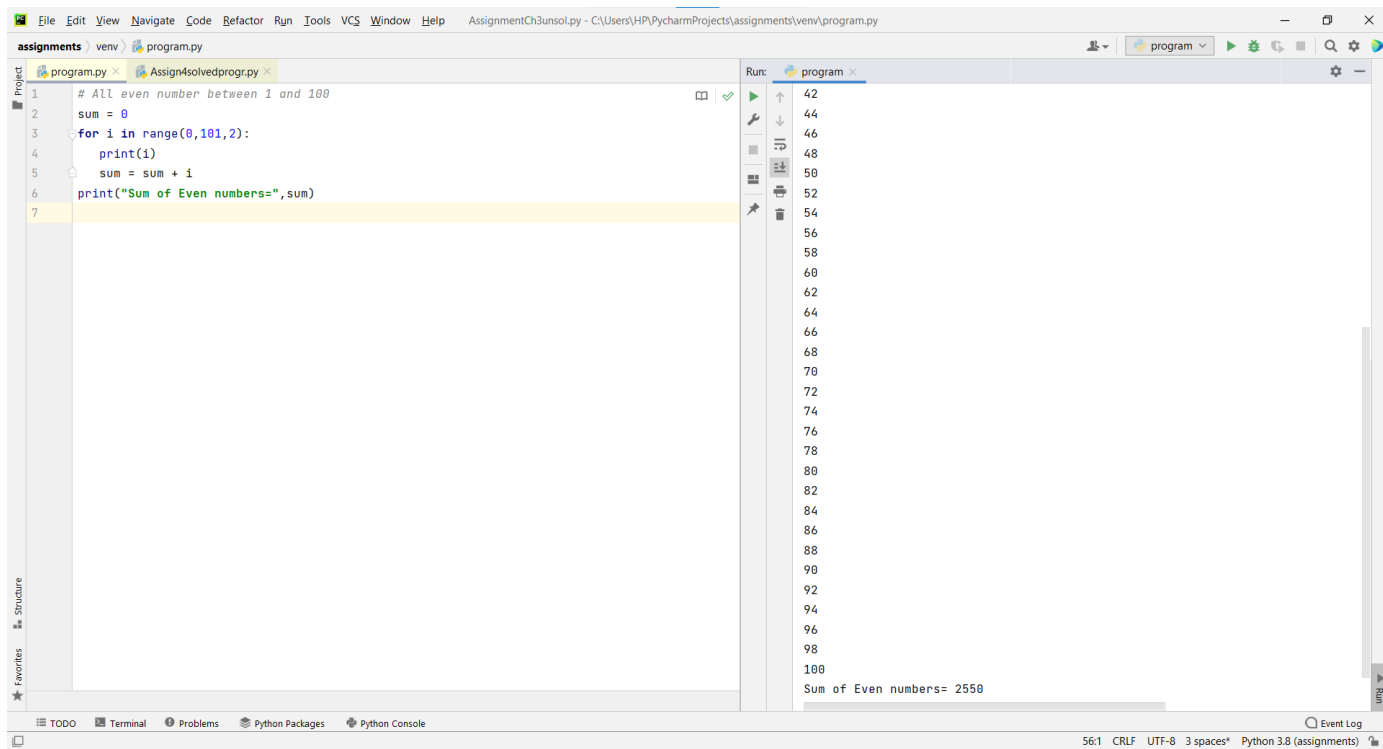 File Edit View Navigate Code Refactor Run Tools VCS Window Help AssignmentCh3unsol.py - C:\Users\HP\PycharmProjects\assignments\venv\program.py
assignments venv program.py
program
Project
program.py
Assign4solvedprogr.py
1 # All even number between 1 and 100
2 sum = 0
3 for i in range(0,101,2):
4 print(i)
5 sum = sum + i
6 print("Sum of Even numbers=",sum)
7
Structure
Favorites
Run: program
42
44
46
48
50
52
54
56
58
60
62
64
66
68
70
72
74
76
78
80
82
84
86
88
90
92
94
96
98
100
Sum of Even numbers= 2550
Run
TODO Terminal Problems Python Packages Python Console Event Log
56:1 CRLF UTF-8 3 spaces* Python 3.8 (assignments)